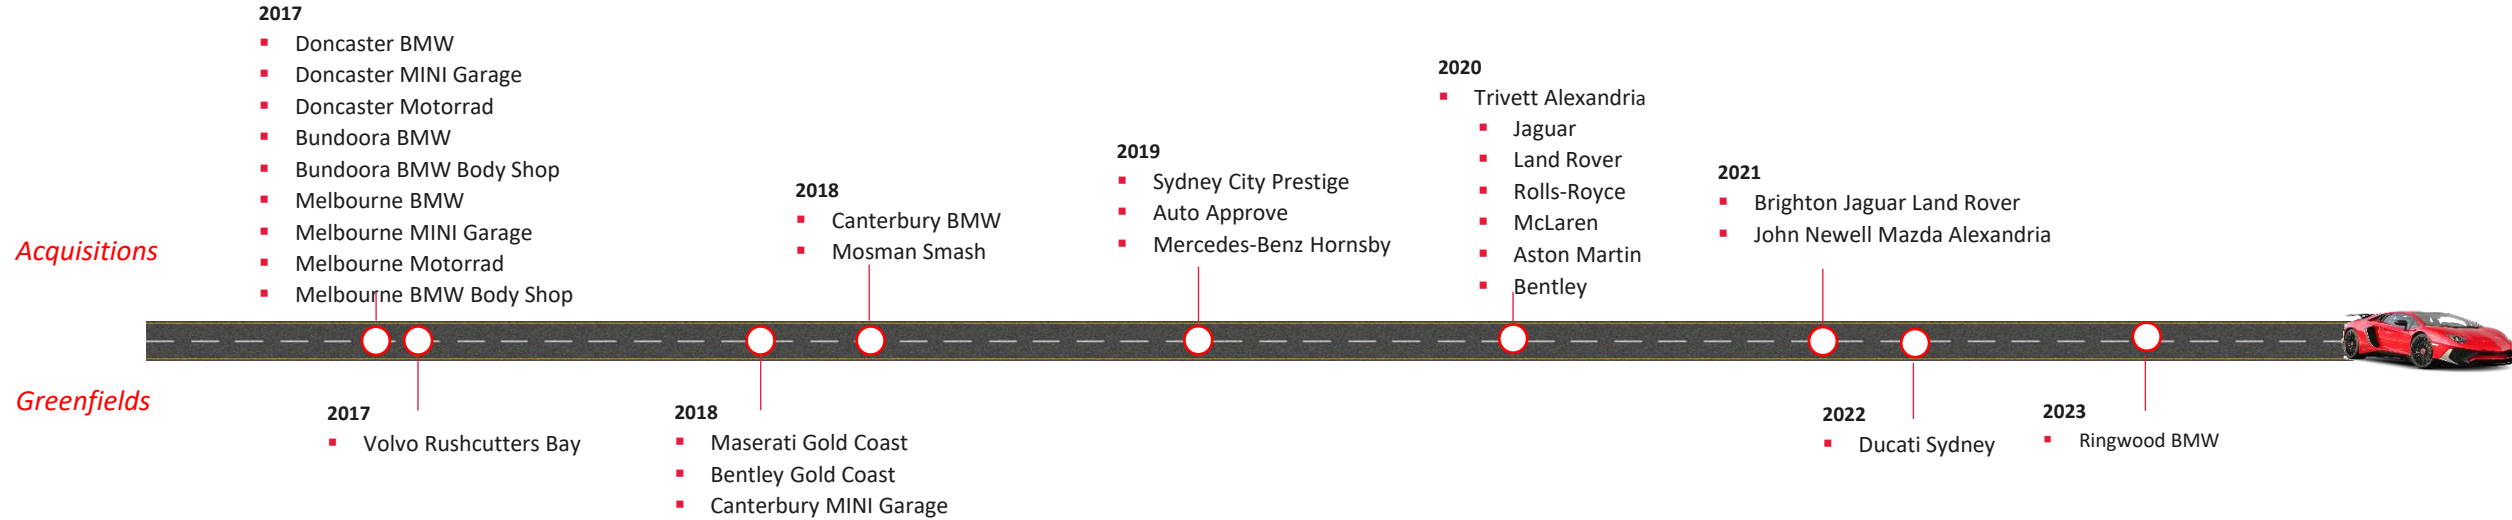 2017
Doncaster BMW
Doncaster MINI Garage
Doncaster Motorrad
Bundoora BMW
Bundoora BMW Body Shop
Melbourne BMW
Melbourne MINI Garage
Melbourne Motorrad
Melbourne BMW Body Shop
2018
Canterbury BMW
Mosman Smash
2019
Sydney City Prestige
Auto Approve
Mercedes-Benz Hornsby
2020
Trivett Alexandria
Jaguar
Land Rover
Rolls-Royce
McLaren
Aston Martin
Bentley
2021
Brighton Jaguar Land Rover
John Newell Mazda Alexandria
Acquisitions
Greenfields
2017
Volvo Rushcutters Bay
2018
Maserati Gold Coast
Bentley Gold Coast
Canterbury MINI Garage
2022
Ducati Sydney
2023
Ringwood BMW